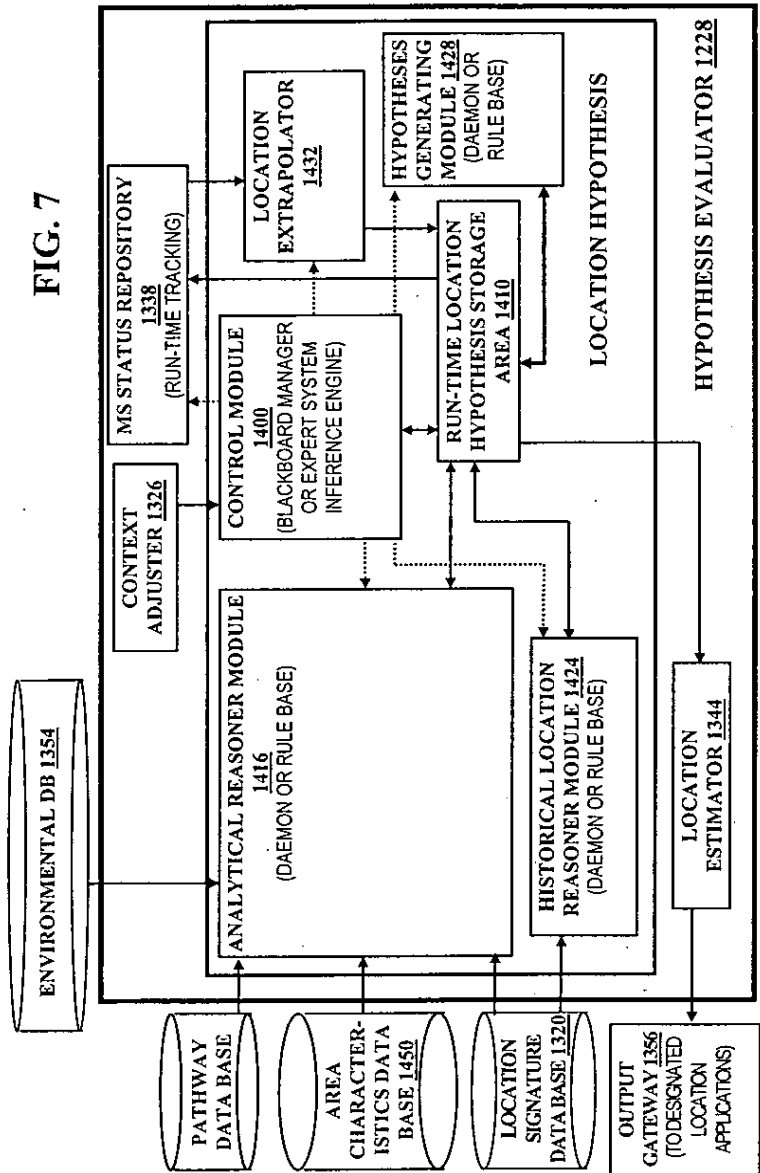 FIG. 7
ENVIRONMENTAL DB 1354
CONTEXT
ADJUSTER 1326
MS STATUS REPOSITORY
1338
(RUN-TIME TRACKING)
PATHWAY
DATA BASE
AREA
CHARACTER-
ISTICS DATA
BASE 1450
LOCATION
SIGNATURE
DATA BASE 1320
OUTPUT
GATEWAY 1356
(TO DESIGNATED
LOCATION
APPLICATIONS)
ANALYTICAL REASONER MODULE
1416
(DAEMON OR RULE BASE)
CONTROL MODULE
1400
(BLACKBOARD MANAGER
OR EXPERT SYSTEM
INFERENCE ENGINE)
LOCATION
EXTRAPOLATOR
1432
HISTORICAL LOCATION
REASONER MODULE 1424
(DAEMON OR RULE BASE)
RUN-TIME LOCATION
HYPOTHESIS STORAGE
AREA 1410
HYPOTHESES
GENERATING
MODULE 1428
(DAEMON OR
RULE BASE)
LOCATION HYPOTHESIS
LOCATION
ESTIMATOR 1344
HYPOTHESIS EVALUATOR 1228